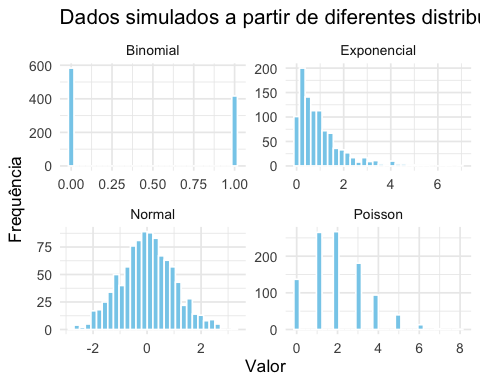 Dados simulados a partir de diferentes distribu
Binomial
Exponencial
600
400
200
0
0.00 0.25 0.50 0.75 1.00
200
150
100
50
0
0 2 4 6
Frequência
Normal
Poisson
75
50
25
0
-2 0 2
200
100
0
0 2 4 6 8
Valor